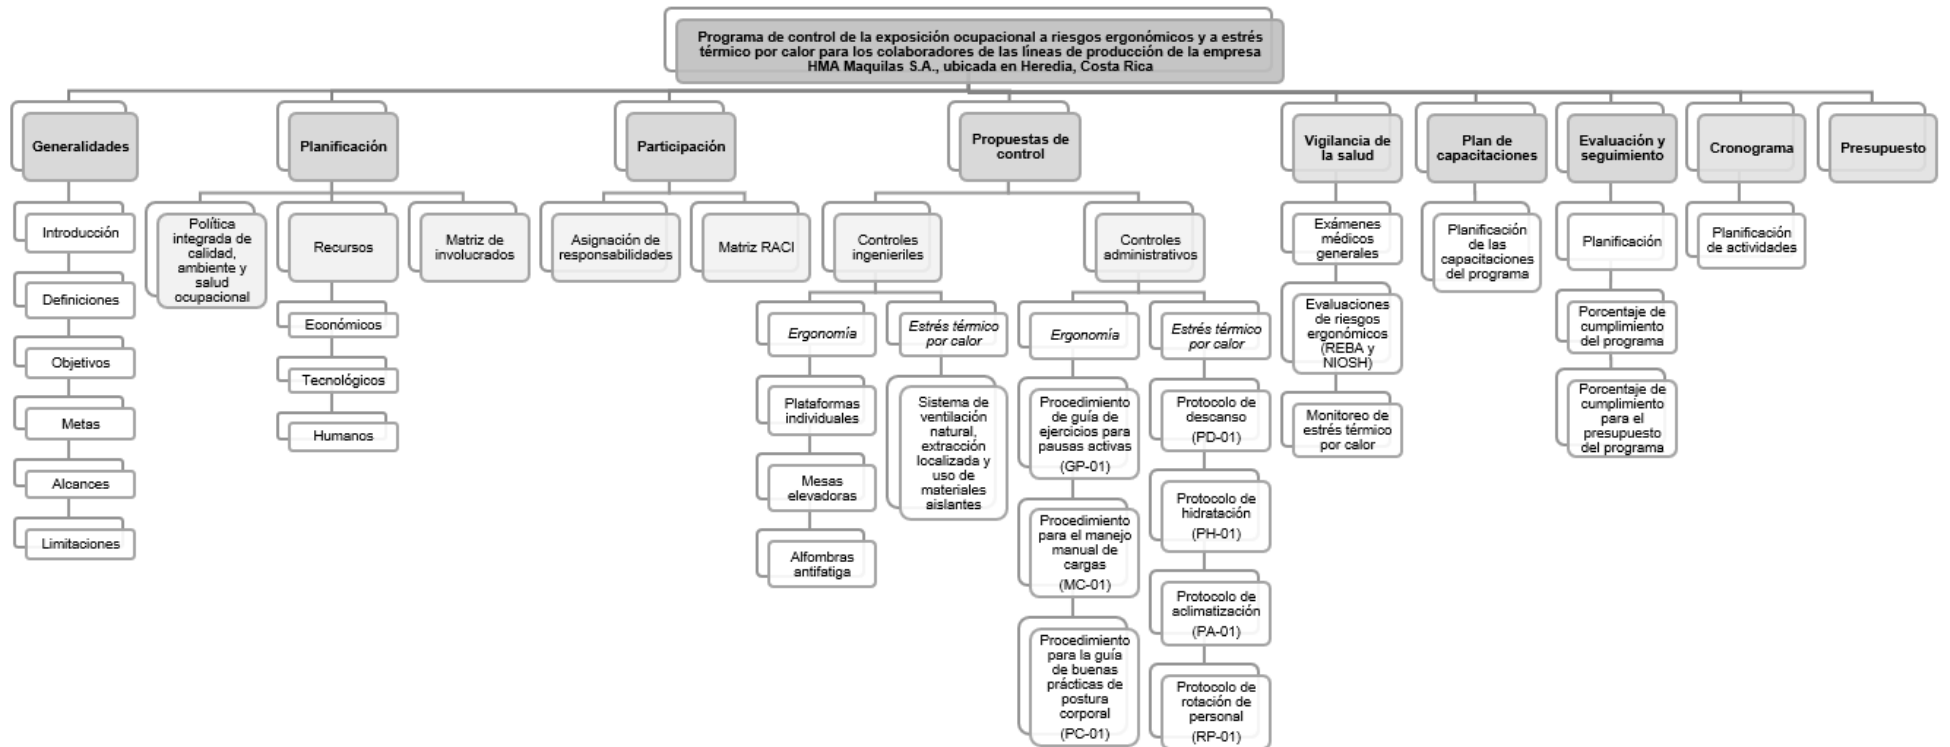 Programa de control de la exposición ocupacional a riesgos ergonómicos y a estrés
térmico por calor para los colaboradores de las líneas de producción de la empresa
HMA Maquilas S.A., ubicada en Heredia, Costa Rica
Generalidades
Introducción
Definiciones
Objetivos
Metas
Alcances
Limitaciones
Planificación
Política
integrada de
calidad,
ambiente y
salud
ocupacional
Recursos
Económicos
Tecnológicos
Humanos
Matriz de
involucrados
Participación
Asignación de
responsabilidades
Matriz RACI
Propuestas de
control
Controles
ingenieriles
Ergonomía
Plataformas
individuales
Mesas
elevadoras
Alfombras
antifatiga
Estrés térmico
por calor
Sistema de
ventilación
natural,
extracción
localizada y
uso de
materiales
aislantes
Controles
administrativos
Ergonomía
Procedimiento
de guía de
ejercicios para
pausas activas
(GP-01)
Procedimiento
para el manejo
manual de
cargas
(MC-01)
Procedimiento
para la guía
de buenas
prácticas de
postura
corporal
(PC-01)
Estrés térmico
por calor
Protocolo de
descanso
(PD-01)
Protocolo de
hidratación
(PH-01)
Protocolo de
aclimatización
(PA-01)
Protocolo de
rotación de
personal
(RP-01)
Vigilancia de
la salud
Exámenes
médicos
generales
Evaluaciones
de riesgos
ergonómicos
(REBA y
NIOSH)
Monitoreo de
estrés térmico
por calor
Plan de
capacitaciones
Planificación
de las
capacitaciones
del programa
Evaluación y
seguimiento
Planificación
Porcentaje de
cumplimiento
del programa
Porcentaje de
cumplimiento
para el
presupuesto
del programa
Cronograma
Planificación
de actividades
Presupuesto